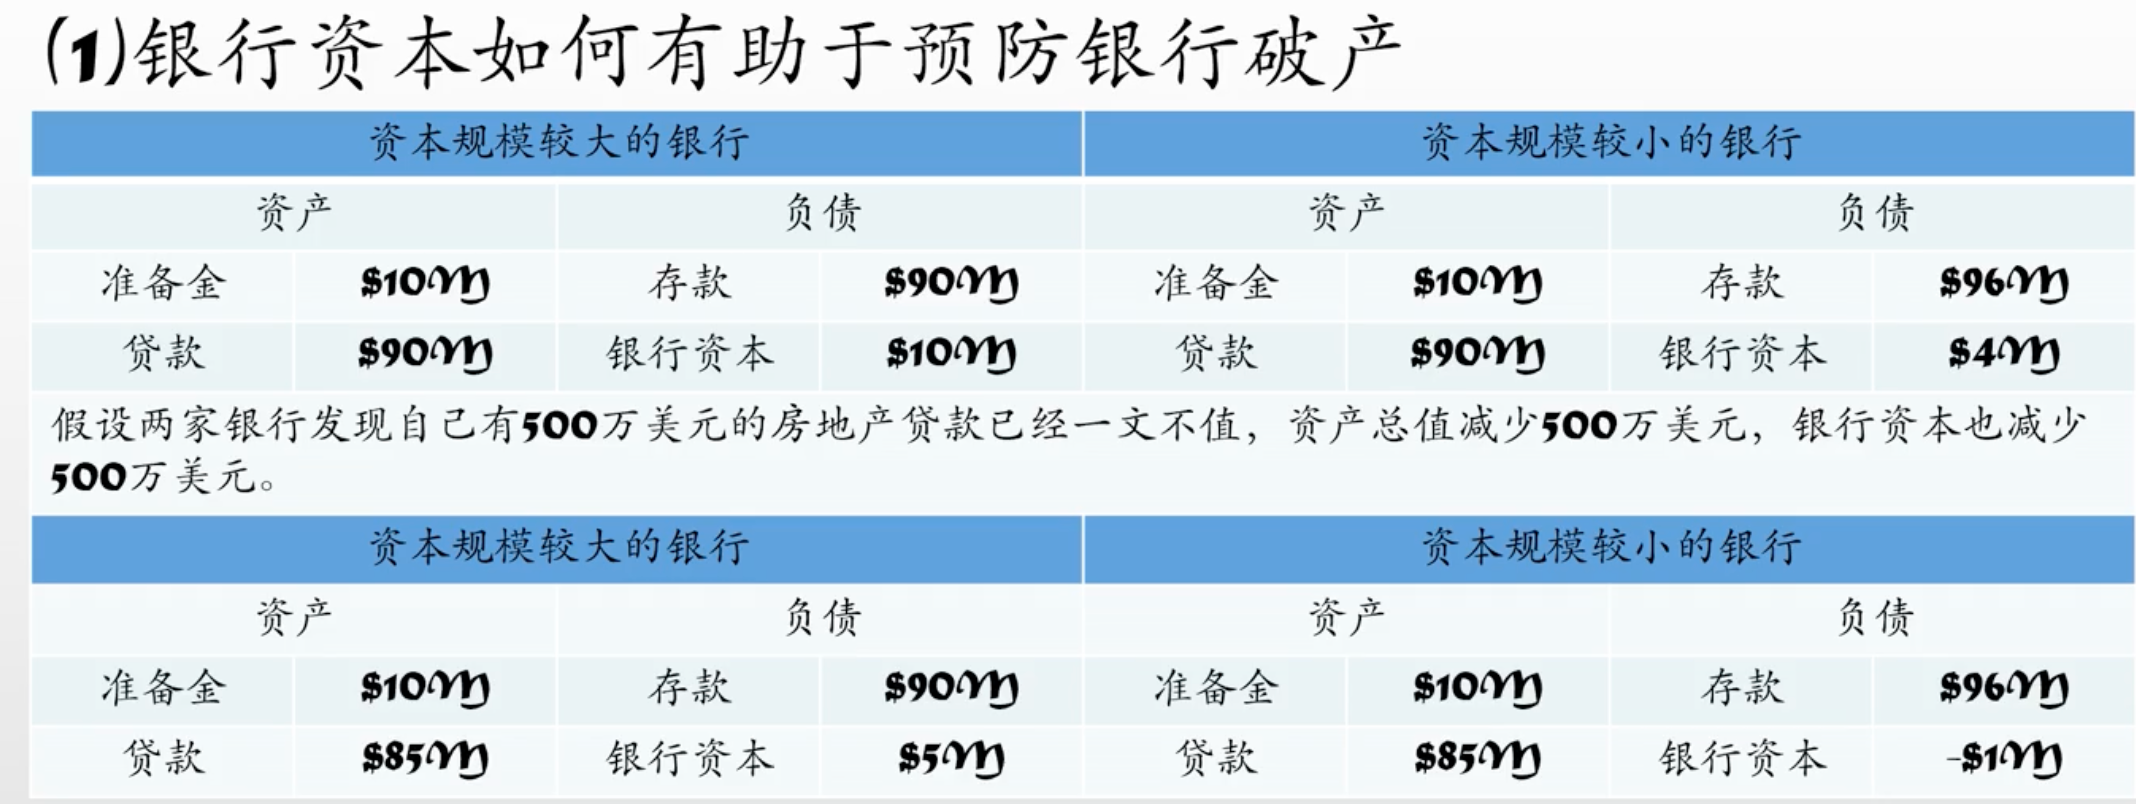 (1)银行资本如何有助于预防银行破产
资本规模较大的银行 资本规模较小的银行
资产 负债 资产 负债
准备金 $10M 存款 $90M 准备金 $10M 存款 $96M
贷款 $90M 银行资本 $10M 贷款 $90M 银行资本 $4M
假设两家银行发现自己有500万美元的房地产贷款已经一文不值，资产总值减少500万美元，银行资本也减少
500万美元。
资本规模较大的银行 资本规模较小的银行
资产 负债 资产 负债
准备金 $10M 存款 $90M 准备金 $10M 存款 $96M
贷款 $85M 银行资本 $5M 贷款 $85M 银行资本 -$1M